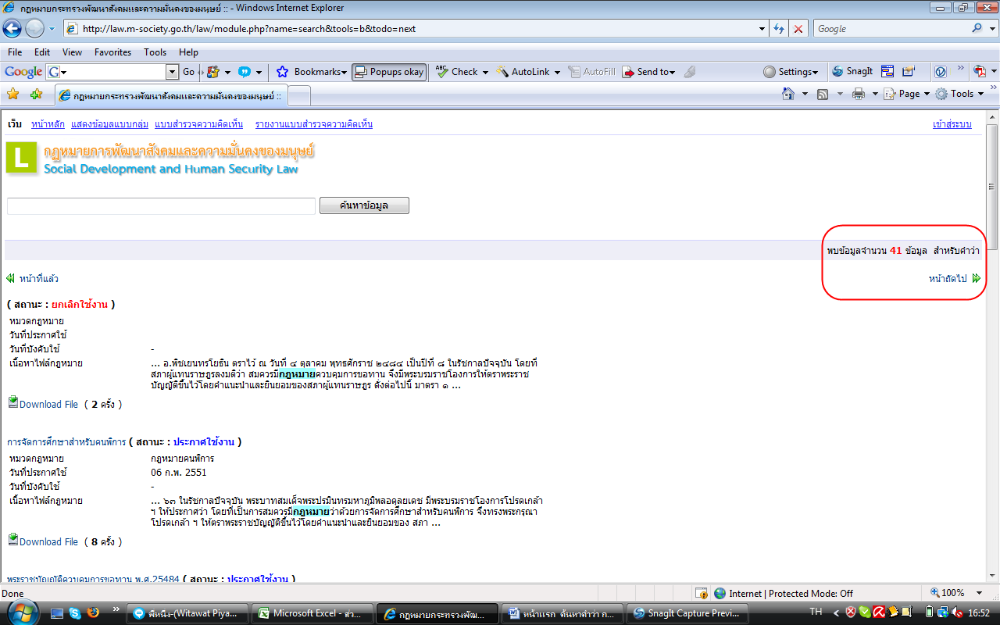 กฎหมายกระทรวงพัฒนาสังคมและความมั่นคงของมนุษย์ :: - Windows Internet Explorer
http://law.m-society.go.th/law/module.php?name=search&tools=b&todo=next
Google
File Edit View Favorites Tools Help
Google G Go Bookmarks Popups okay Check AutoLink AutoFill Send to Settings SnagIt
กฎหมายกระทรวงพัฒนาสังคมและความมั่นคงของมนุษย์ :: Page Tools
เว็บ หน้าหลัก แสดงข้อมูลแบบกลุ่ม แบบสำรวจความคิดเห็น รายงานแบบสำรวจความคิดเห็น เข้าสู่ระบบ
L กฎหมายการพัฒนาสังคมและความมั่นคงของมนุษย์
Social Development and Human Security Law
ค้นหาข้อมูล
พบข้อมูลจำนวน 41 ข้อมูล สำหรับคำว่า
หน้าที่แล้ว หน้าถัดไป
( สถานะ : ยกเลิกใช้งาน )
หมวดกฎหมาย
วันที่ประกาศใช้
วันที่บังคับใช้ -
เนื้อหาไฟล์กฎหมาย ... อ.พิชเยนทรโยธิน ตราไว้ ณ วันที่ ๔ ตุลาคม พุทธศักราช ๒๔๘๔ เป็นปีที่ ๘ ในรัชกาลปัจจุบัน โดยที่
สภาผู้แทนราษฎรลงมติว่า สมควรมีกฎหมายควบคุมการขอทาน จึงมีพระบรมราชโองการให้ตราพระราช
บัญญัติขึ้นไว้โดยคำแนะนำและยินยอมของสภาผู้แทนราษฎร ดังต่อไปนี้ มาตรา ๑ ...
Download File ( 2 ครั้ง )
การจัดการศึกษาสำหรับคนพิการ ( สถานะ : ประกาศใช้งาน )
หมวดกฎหมาย กฎหมายคนพิการ
วันที่ประกาศใช้ 06 ก.พ. 2551
วันที่บังคับใช้ -
เนื้อหาไฟล์กฎหมาย ... ๖๓ ในรัชกาลปัจจุบัน พระบาทสมเด็จพระปรมินทรมหาภูมิพลอดุลยเดช มีพระบรมราชโองการโปรดเกล้า
ฯ ให้ประกาศว่า โดยที่เป็นการสมควรมีกฎหมายว่าด้วยการจัดการศึกษาสำหรับคนพิการ จึงทรงพระกรุณา
โปรดเกล้า ฯ ให้ตราพระราชบัญญัติขึ้นไว้โดยคำแนะนำและยินยอมของ สภา ...
Download File ( 8 ครั้ง )
พระราชบัญญัติควบคุมการขอทาน พ.ศ.25484 ( สถานะ : ประกาศใช้งาน )
Done Internet | Protected Mode: Off 100%
พี่หนึ่ง-(Witawat Piya... Microsoft Excel - ส่ว... กฎหมายกระทรวงพัฒ... หน้าแรก ค้นหาคำว่า ก... SnagIt Capture Previ... TH 16:52